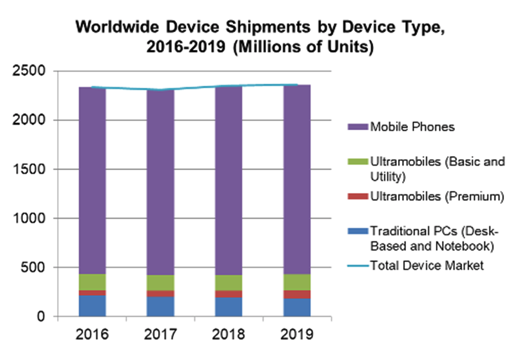 Worldwide Device Shipments by Device Type,
2016-2019 (Millions of Units)
2500
2000
1500
1000
500
0
2016 2017 2018 2019
Mobile Phones
Ultramobiles (Basic and
Utility)
Ultramobiles (Premium)
Traditional PCs (Desk-
Based and Notebook)
Total Device Market